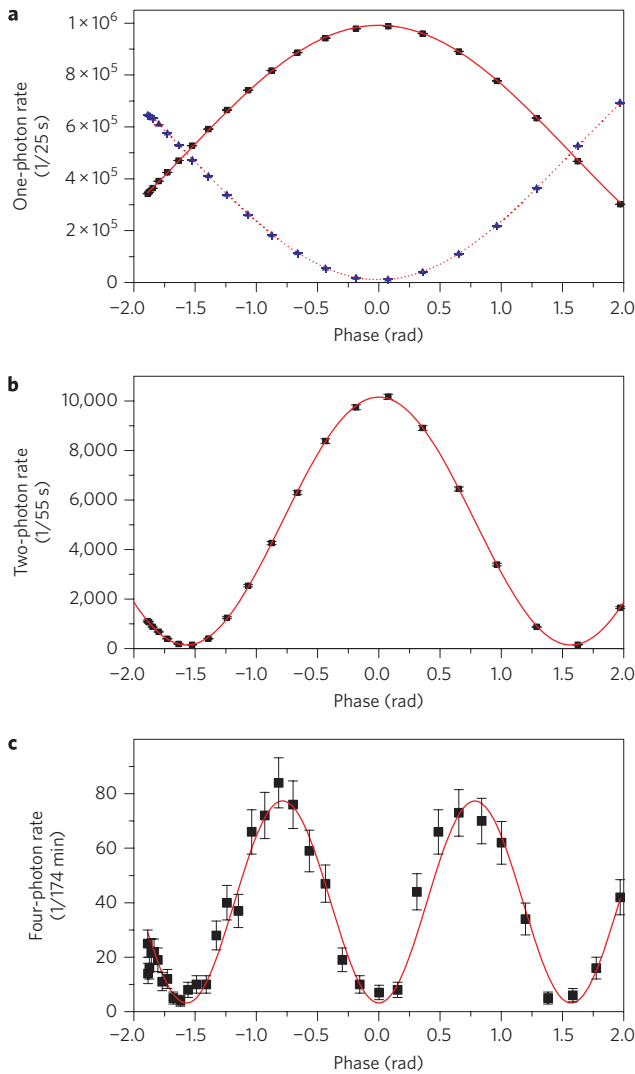 a
1 × 10⁶
8 × 10⁵
6 × 10⁵
4 × 10⁵
2 × 10⁵
0
One-photon rate
(1/25 s)
−2.0 −1.5 −1.0 −0.5 0.0 0.5 1.0 1.5 2.0
Phase (rad)
b
10,000
8,000
6,000
4,000
2,000
0
Two-photon rate
(1/55 s)
−2.0 −1.5 −1.0 −0.5 0.0 0.5 1.0 1.5 2.0
Phase (rad)
c
80
60
40
20
0
Four-photon rate
(1/174 min)
−2.0 −1.5 −1.0 −0.5 0.0 0.5 1.0 1.5 2.0
Phase (rad)